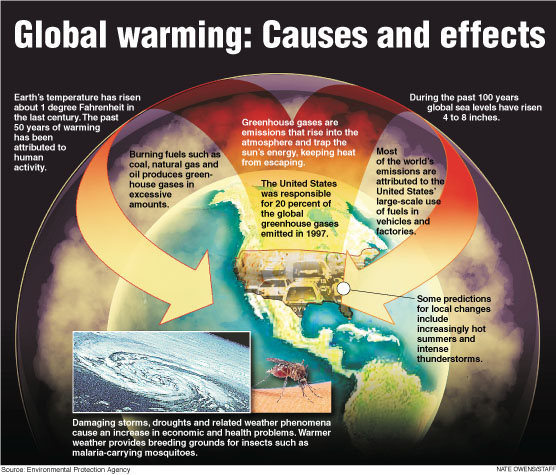 Global warming: Causes and effects
Earth's temperature has risen
about 1 degree Fahrenheit in
the last century. The past
50 years of warming
has been
attributed to
human
activity.
Burning fuels such as
coal, natural gas and
oil produces green-
house gases in
excessive
amounts.
Greenhouse gases are
emissions that rise into the
atmosphere and trap the
sun's energy, keeping heat
from escaping.
The United States
was responsible
for 20 percent of
the global
greenhouse gases
emitted in 1997.
During the past 100 years
global sea levels have risen
4 to 8 inches.
Most
of the world's
emissions are
attributed to the
United States'
large-scale use
of fuels in
vehicles and
factories.
Some predictions
for local changes
include
increasingly hot
summers and
intense
thunderstorms.
Damaging storms, droughts and related weather phenomena
cause an increase in economic and health problems. Warmer
weather provides breeding grounds for insects such as
malaria-carrying mosquitoes.
Source: Environmental Protection Agency
NATE OWENS/STAFF